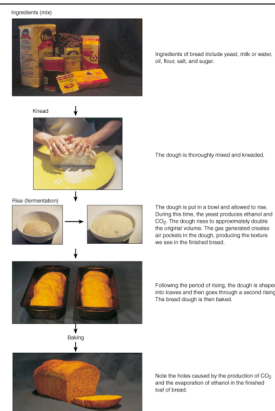 Ingredients (mix)
Ingredients of bread include yeast, milk or water,
oil, flour, salt, and sugar.
Knead
The dough is thoroughly mixed and kneaded.
Rise (fermentation)
The dough is put in a bowl and allowed to rise.
During this time, the yeast produces ethanol and
CO₂. The dough rises to approximately double
the original volume. The gas generated creates
air pockets in the dough, producing the texture
we see in the finished bread.
Following the period of rising, the dough is shaped
into loaves and then goes through a second rising.
The bread dough is then baked.
Baking
Note the holes caused by the production of CO₂
and the evaporation of ethanol in the finished
loaf of bread.